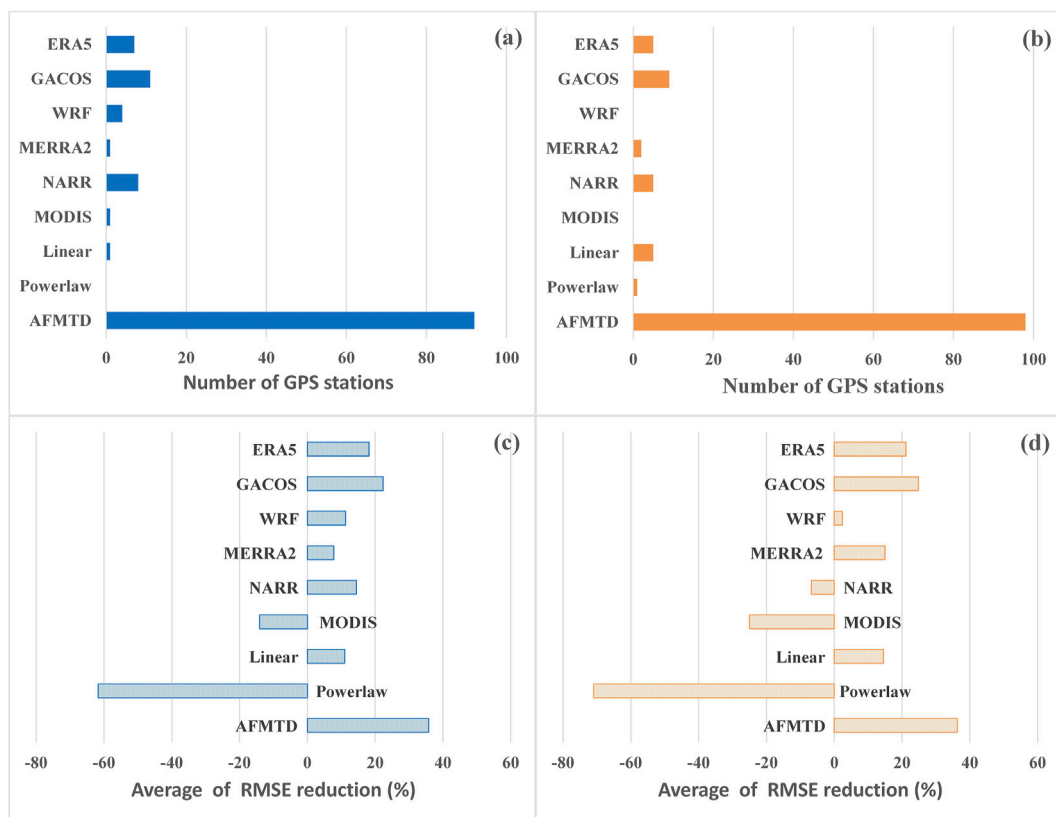 (a)
ERA5
GACOS
WRF
MERRA2
NARR
MODIS
Linear
Powerlaw
AFMTD
0 20 40 60 80 100
Number of GPS stations
(b)
ERA5
GACOS
WRF
MERRA2
NARR
MODIS
Linear
Powerlaw
AFMTD
0 20 40 60 80 100
Number of GPS stations
(c)
ERA5
GACOS
WRF
MERRA2
NARR
MODIS
Linear
Powerlaw
AFMTD
-80 -60 -40 -20 0 20 40 60
Average of RMSE reduction (%)
(d)
ERA5
GACOS
WRF
MERRA2
NARR
MODIS
Linear
Powerlaw
AFMTD
-80 -60 -40 -20 0 20 40 60
Average of RMSE reduction (%)